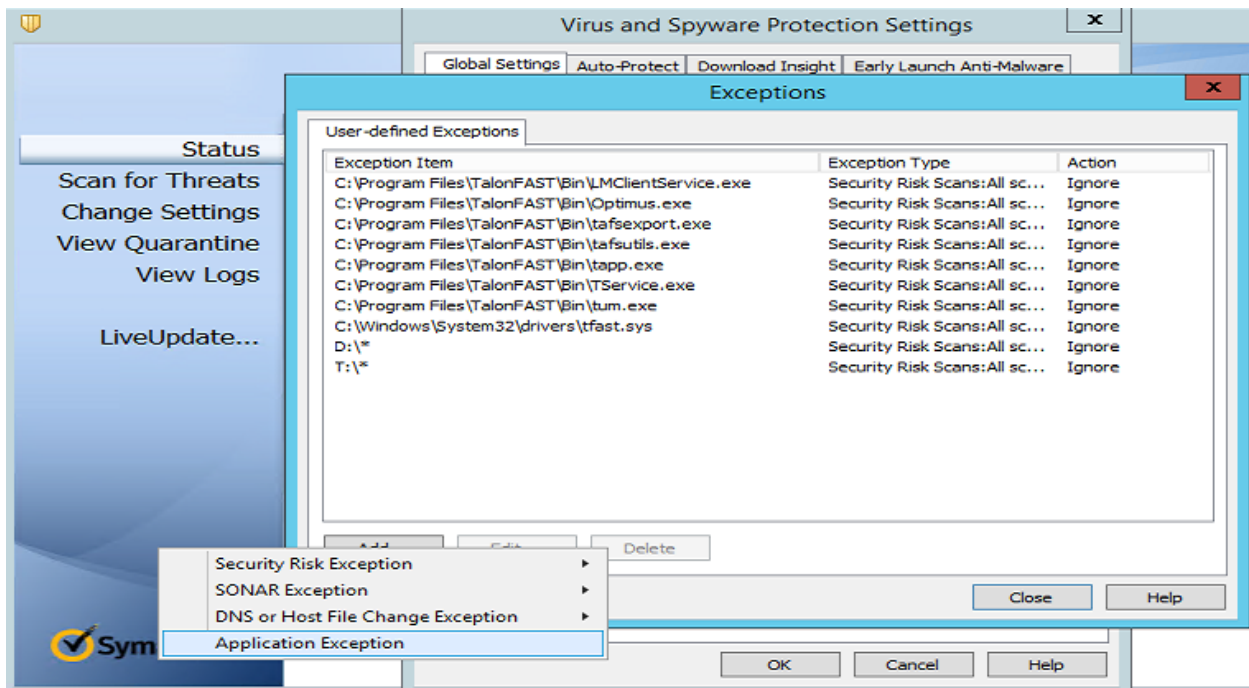 Virus and Spyware Protection Settings
x
Global Settings Auto-Protect Download Insight Early Launch Anti-Malware
Exceptions
x
User-defined Exceptions
Status
Scan for Threats
Change Settings
View Quarantine
View Logs
LiveUpdate...
Exception Item Exception Type Action
C:\Program Files\TalonFAST\Bin\LMClientService.exe Security Risk Scans:All sc... Ignore
C:\Program Files\TalonFAST\Bin\Optimus.exe Security Risk Scans:All sc... Ignore
C:\Program Files\TalonFAST\Bin\tafsexport.exe Security Risk Scans:All sc... Ignore
C:\Program Files\TalonFAST\Bin\tafsutils.exe Security Risk Scans:All sc... Ignore
C:\Program Files\TalonFAST\Bin\tapp.exe Security Risk Scans:All sc... Ignore
C:\Program Files\TalonFAST\Bin\TService.exe Security Risk Scans:All sc... Ignore
C:\Program Files\TalonFAST\Bin\tum.exe Security Risk Scans:All sc... Ignore
C:\Windows\System32\drivers\tfast.sys Security Risk Scans:All sc... Ignore
D:\* Security Risk Scans:All sc... Ignore
T:\* Security Risk Scans:All sc... Ignore
Delete
Security Risk Exception
SONAR Exception
DNS or Host File Change Exception
Application Exception
Close Help
Sym
OK Cancel Help